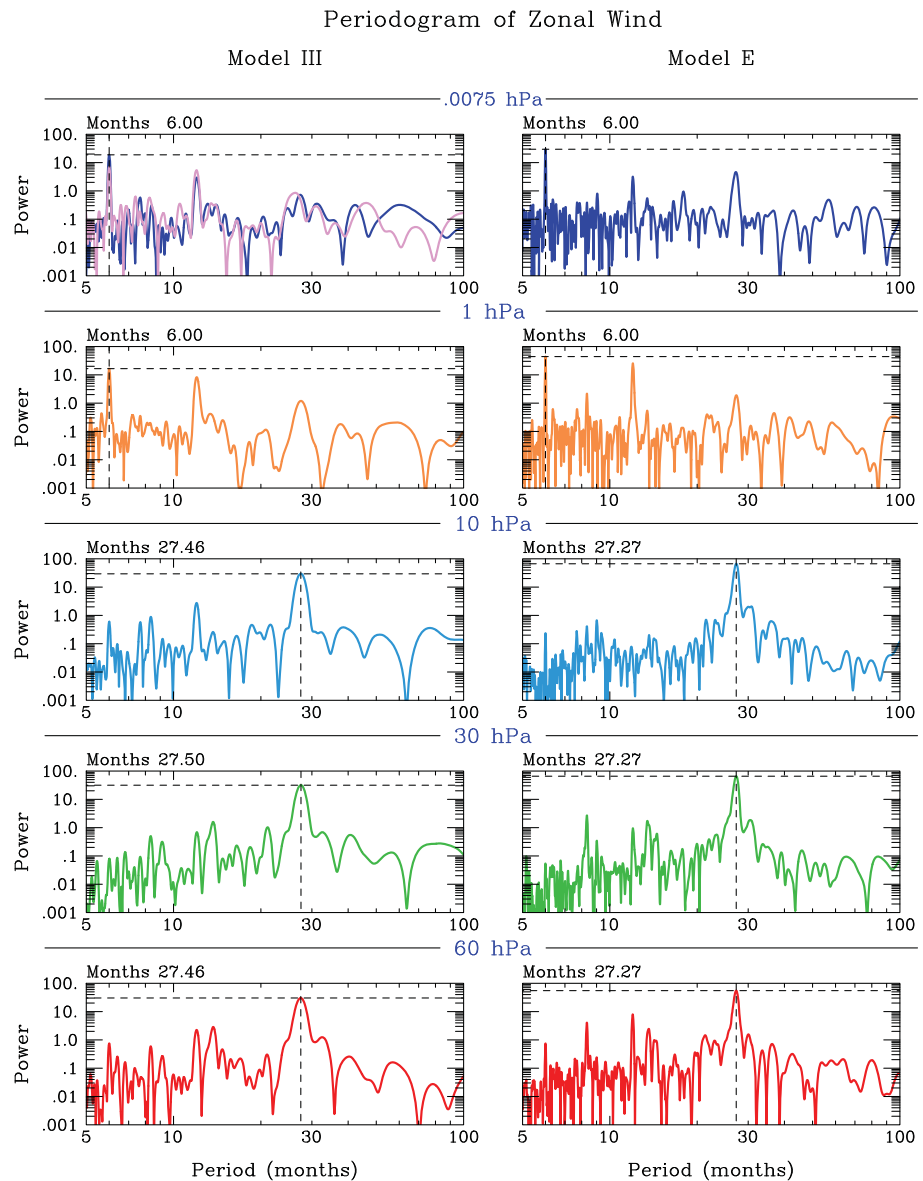 Periodogram of Zonal Wind
Model III Model E
.0075 hPa
Months 6.00 Months 6.00
100.
10.
1.0
.1
.01
.001
Power
5 10 30 100 5 10 30 100
1 hPa
Months 6.00 Months 6.00
100.
10.
1.0
.1
.01
.001
Power
5 10 30 100 5 10 30 100
10 hPa
Months 27.46 Months 27.27
100.
10.
1.0
.1
.01
.001
Power
5 10 30 100 5 10 30 100
30 hPa
Months 27.50 Months 27.27
100.
10.
1.0
.1
.01
.001
Power
5 10 30 100 5 10 30 100
60 hPa
Months 27.46 Months 27.27
100.
10.
1.0
.1
.01
.001
Power
5 10 30 100 5 10 30 100
Period (months) Period (months)